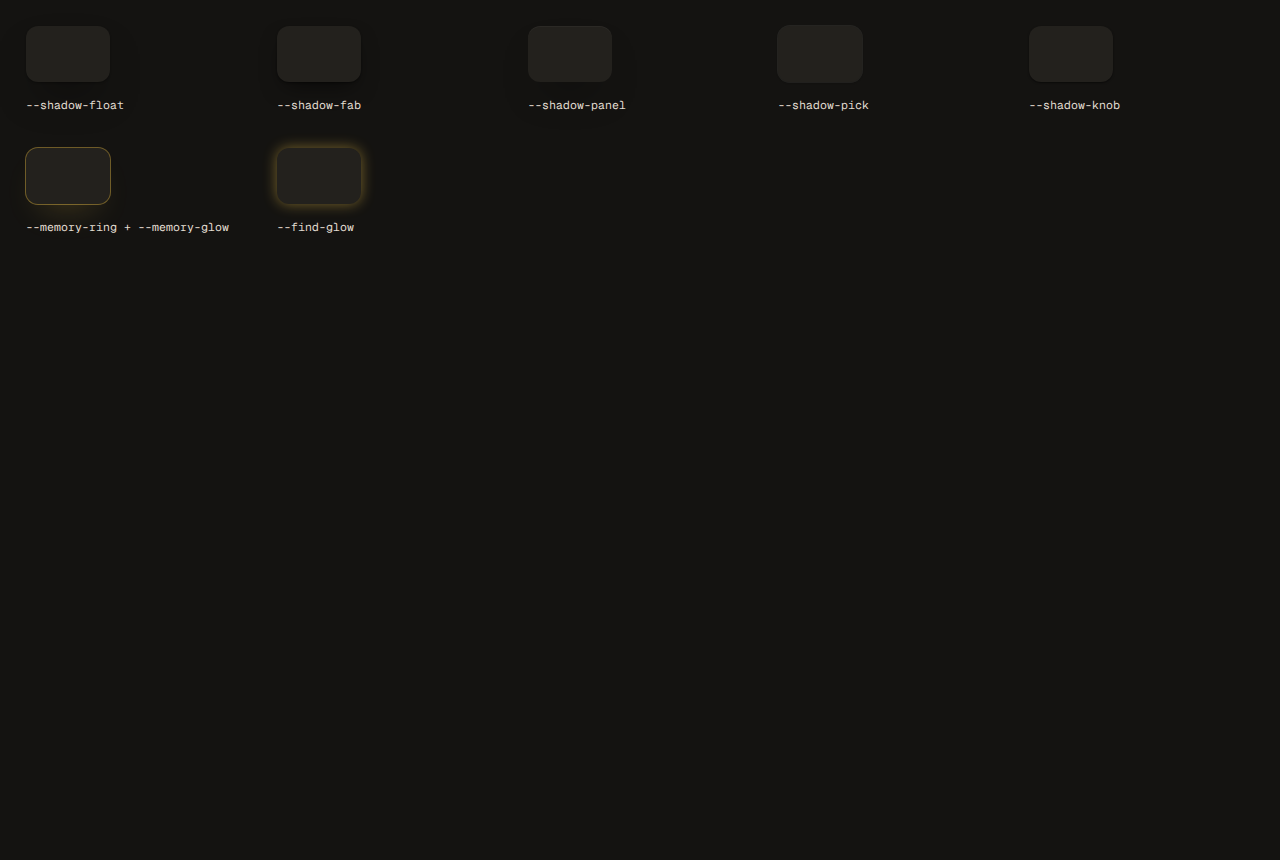 --shadow-float
--shadow-fab
--shadow-panel
--shadow-pick
--shadow-knob
--memory-ring + --memory-glow
--find-glow